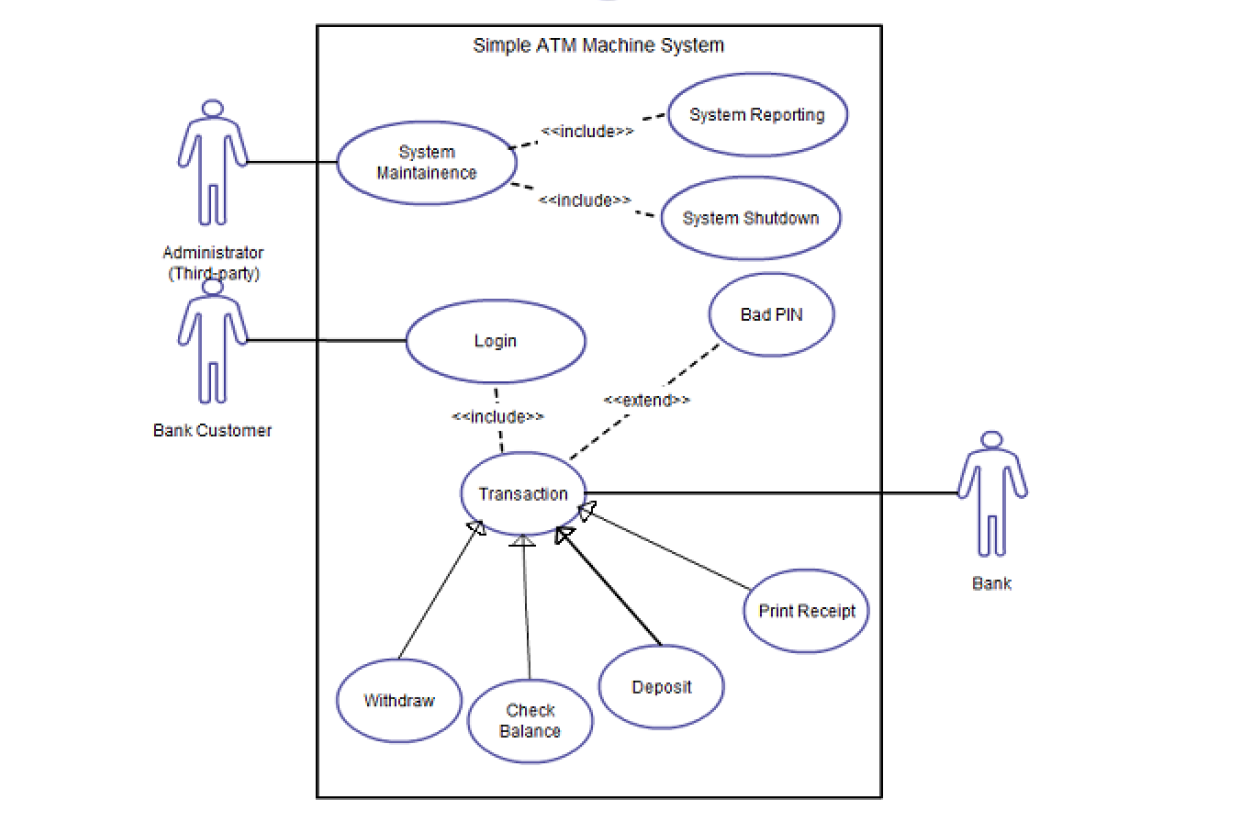 Simple ATM Machine System
System Reporting
<<include>>
System
Maintainence
<<include>>
System Shutdown
Administrator
(Third-party)
Bad PIN
Login
<<extend>>
<<include>>
Bank Customer
Transaction
Bank
Print Receipt
Deposit
Withdraw
Check
Balance